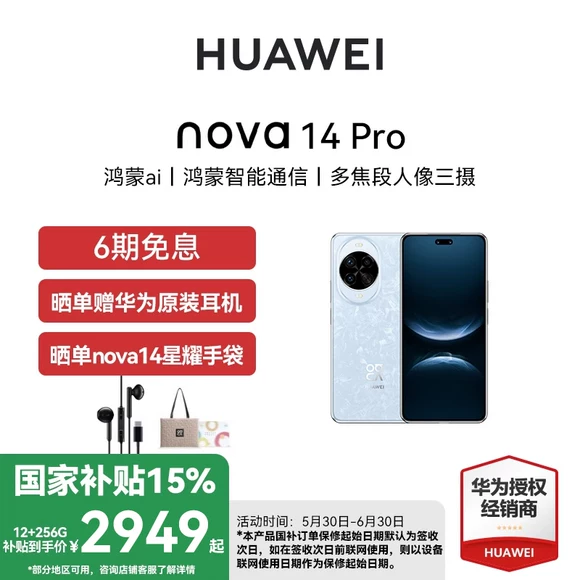 HUAWEI
nova 14 Pro
鸿蒙ai丨鸿蒙智能通信丨多焦段人像三摄
6期免息
晒单赠华为原装耳机
晒单nova14星耀手袋
HUAWEI
国家补贴15%
12+256G
补贴到手价¥2949起
*部分地区可用，咨询店铺客服了解详情
活动时间：5月30日-6月30日
*本产品国补订单保修起始日期默认为签收
次日，如在签收次日前联网使用，则以设备
联网使用日期作为保修起始日期。
华为授权
经销商
HUAWEI